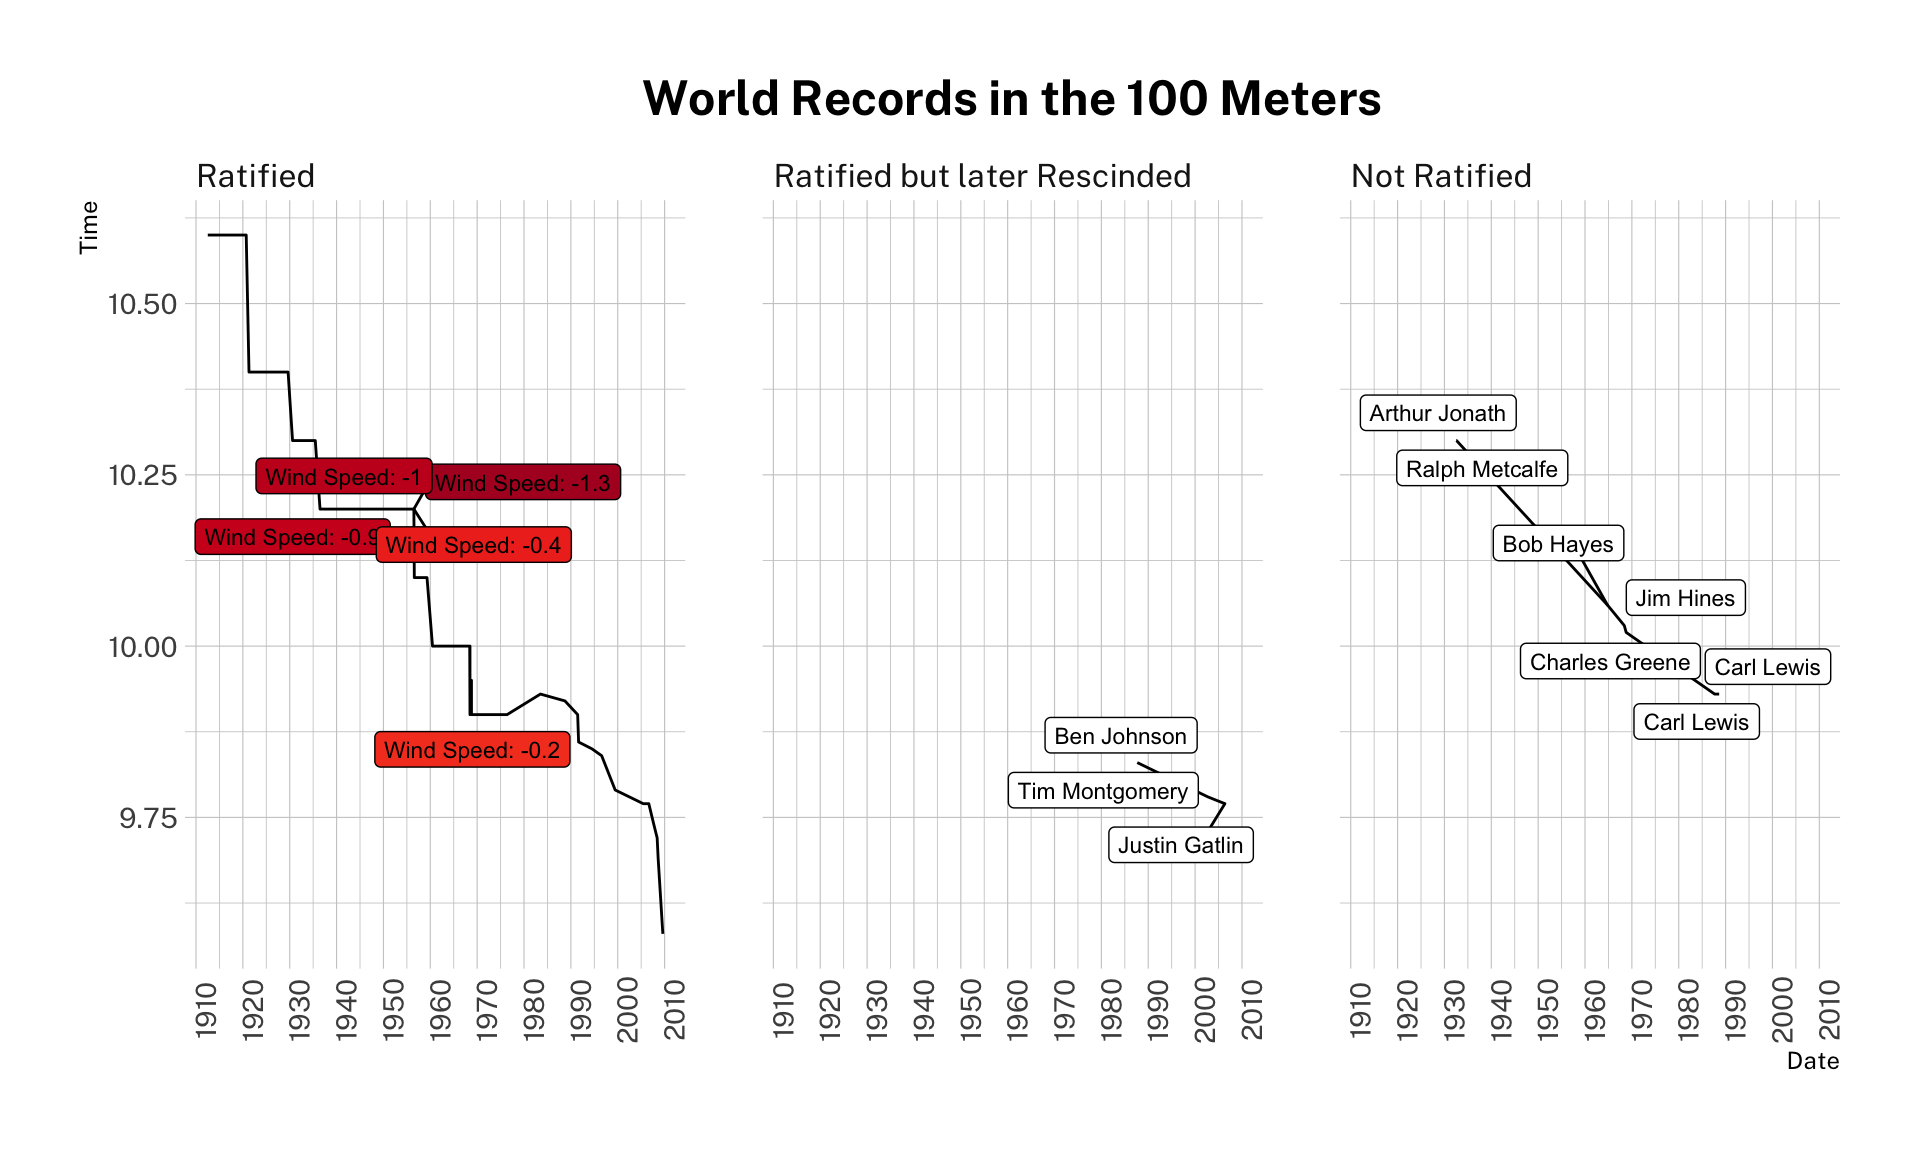 World Records in the 100 Meters
Ratified
Ratified but later Rescinded
Not Ratified
Time
10.50
10.25
10.00
9.75
Wind Speed: -1
Wind Speed: -1.3
Wind Speed: -0.9
Wind Speed: -0.4
Wind Speed: -0.2
Ben Johnson
Tim Montgomery
Justin Gatlin
Arthur Jonath
Ralph Metcalfe
Bob Hayes
Jim Hines
Charles Greene
Carl Lewis
Carl Lewis
1910 1920 1930 1940 1950 1960 1970 1980 1990 2000 2010
1910 1920 1930 1940 1950 1960 1970 1980 1990 2000 2010
1910 1920 1930 1940 1950 1960 1970 1980 1990 2000 2010
Date